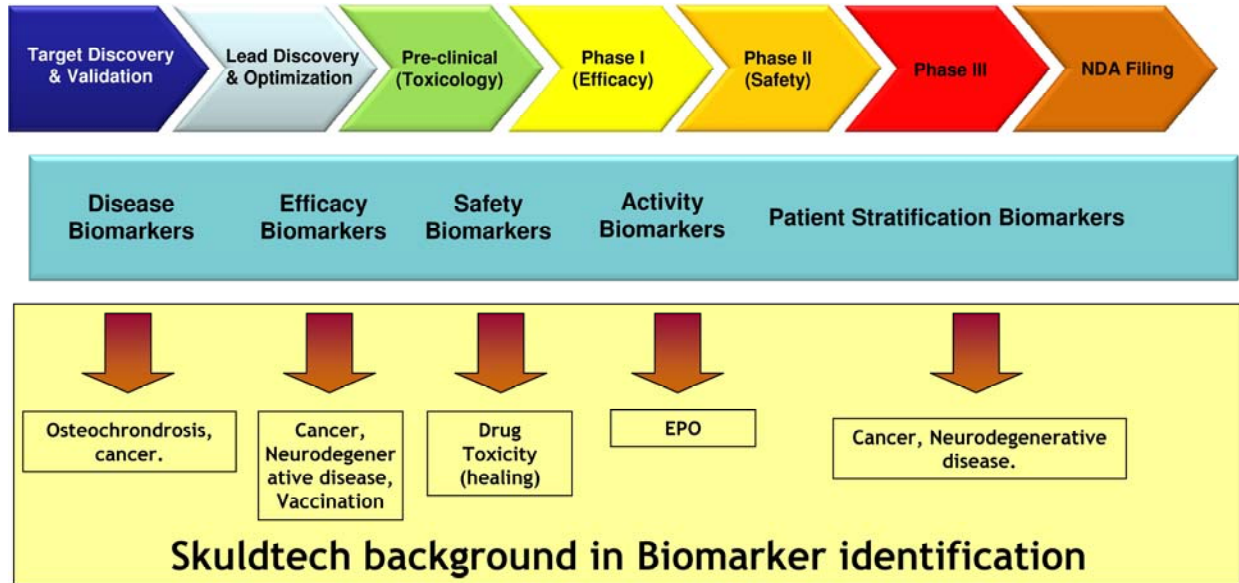 Target Discovery
& Validation
Lead Discovery
& Optimization
Pre-clinical
(Toxicology)
Phase I
(Efficacy)
Phase II
(Safety)
Phase III
NDA Filing
Disease
Biomarkers
Efficacy
Biomarkers
Safety
Biomarkers
Activity
Biomarkers
Patient Stratification Biomarkers
Osteochrondrosis,
cancer.
Cancer,
Neurodegener
ative disease,
Vaccination
Drug
Toxicity
(healing)
EPO
Cancer, Neurodegenerative
disease.
Skuldtech background in Biomarker identification